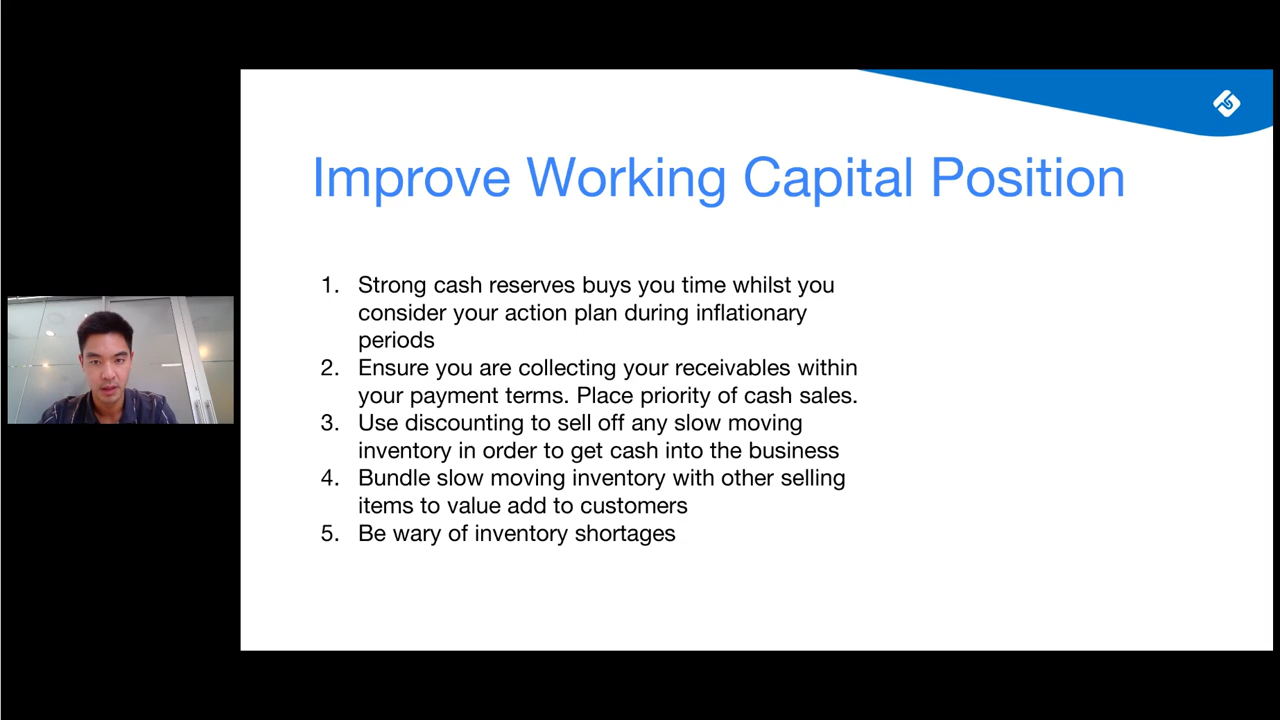 Improve Working Capital Position
1. Strong cash reserves buys you time whilst you
consider your action plan during inflationary
periods
2. Ensure you are collecting your receivables within
your payment terms. Place priority of cash sales.
3. Use discounting to sell off any slow moving
inventory in order to get cash into the business
4. Bundle slow moving inventory with other selling
items to value add to customers
5. Be wary of inventory shortages